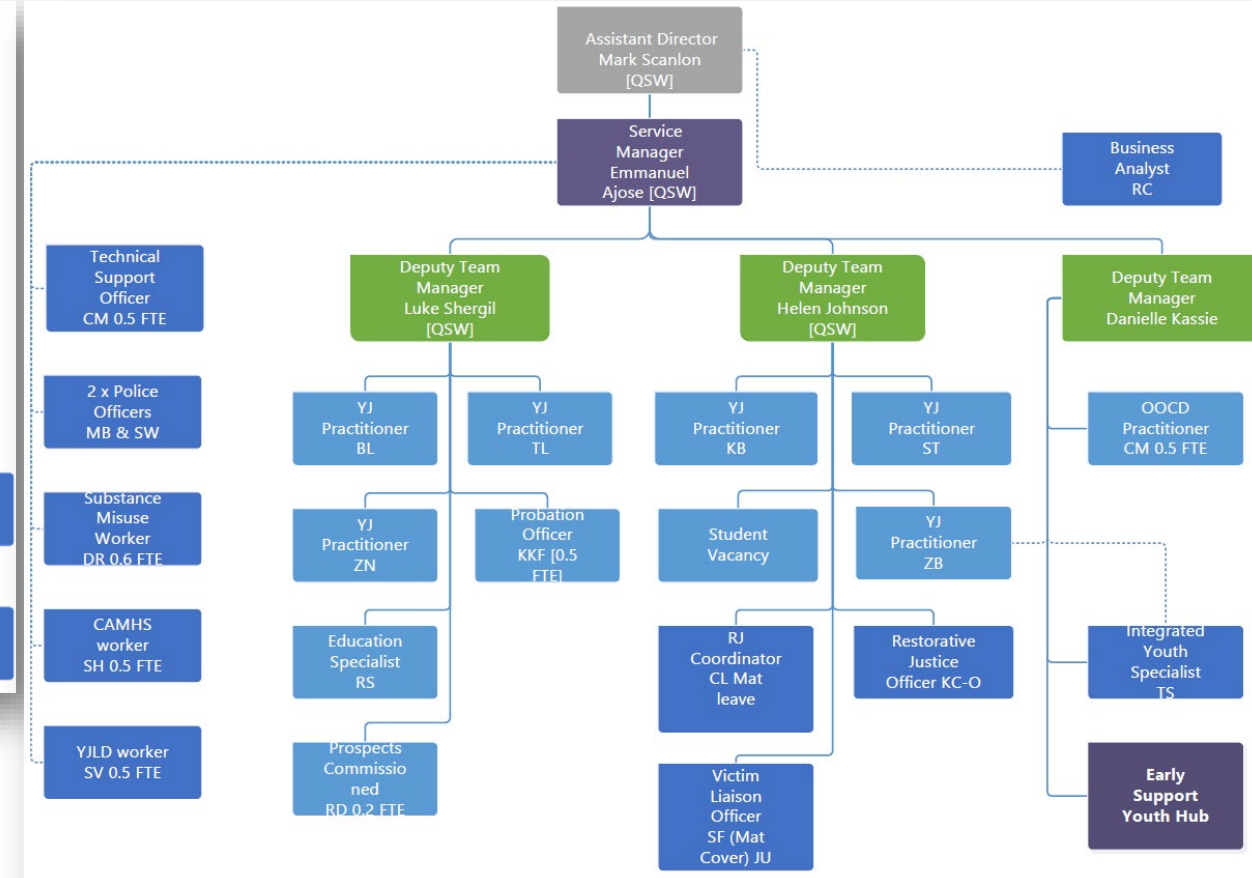 Assistant Director
Mark Scanlon
[QSW]
Service
Manager
Emmanuel
Ajose [QSW]
Business
Analyst
RC
Technical
Support
Officer
CM 0.5 FTE
2 x Police
Officers
MB & SW
Substance
Misuse
Worker
DR 0.6 FTE
CAMHS
worker
SH 0.5 FTE
YJLD worker
SV 0.5 FTE
Deputy Team
Manager
Luke Shergil
[QSW]
YJ
Practitioner
BL
YJ
Practitioner
TL
YJ
Practitioner
ZN
Probation
Officer
KKF [0.5
FTE]
Education
Specialist
RS
Prospects
Commissio
ned
RD 0.2 FTE
Deputy Team
Manager
Helen Johnson
[QSW]
YJ
Practitioner
KB
YJ
Practitioner
ST
Student
Vacancy
YJ
Practitioner
ZB
RJ
Coordinator
CL Mat
leave
Restorative
Justice
Officer KC-O
Victim
Liaison
Officer
SF (Mat
Cover) JU
Deputy Team
Manager
Danielle Kassie
OOCD
Practitioner
CM 0.5 FTE
Integrated
Youth
Specialist
TS
Early
Support
Youth Hub